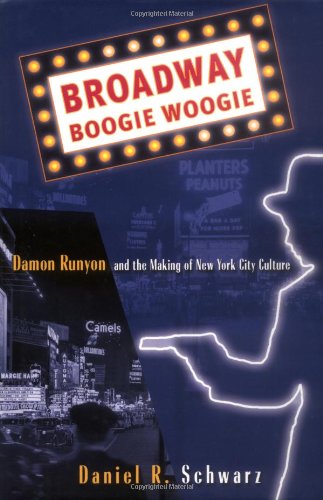 BROADWAY
BOOGIE WOOGIE
PLANTERS
PEANUTS
Damon Runyon and the Making of New York City Culture
Camels
Daniel R. Schwarz